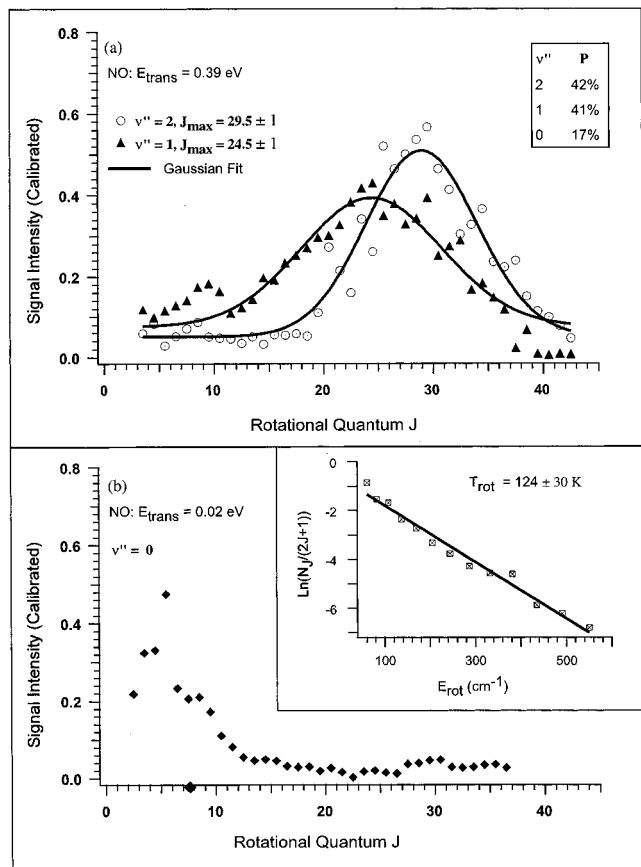 (a)
NO: Etrans = 0.39 eV
ν'' = 2, Jmax = 29.5 ± 1
ν'' = 1, Jmax = 24.5 ± 1
Gaussian Fit
ν'' P
2 42%
1 41%
0 17%
Signal Intensity (Calibrated)
0.8
0.6
0.4
0.2
0.0
0 10 20 30 40
Rotational Quantum J
(b)
NO: Etrans = 0.02 eV
ν'' = 0
Signal Intensity (Calibrated)
0.8
0.6
0.4
0.2
0.0
0 10 20 30 40
Rotational Quantum J
Trot = 124 ± 30 K
Ln(NJ/(2J+1))
0
-2
-4
-6
100 300 500
Erot (cm-1)